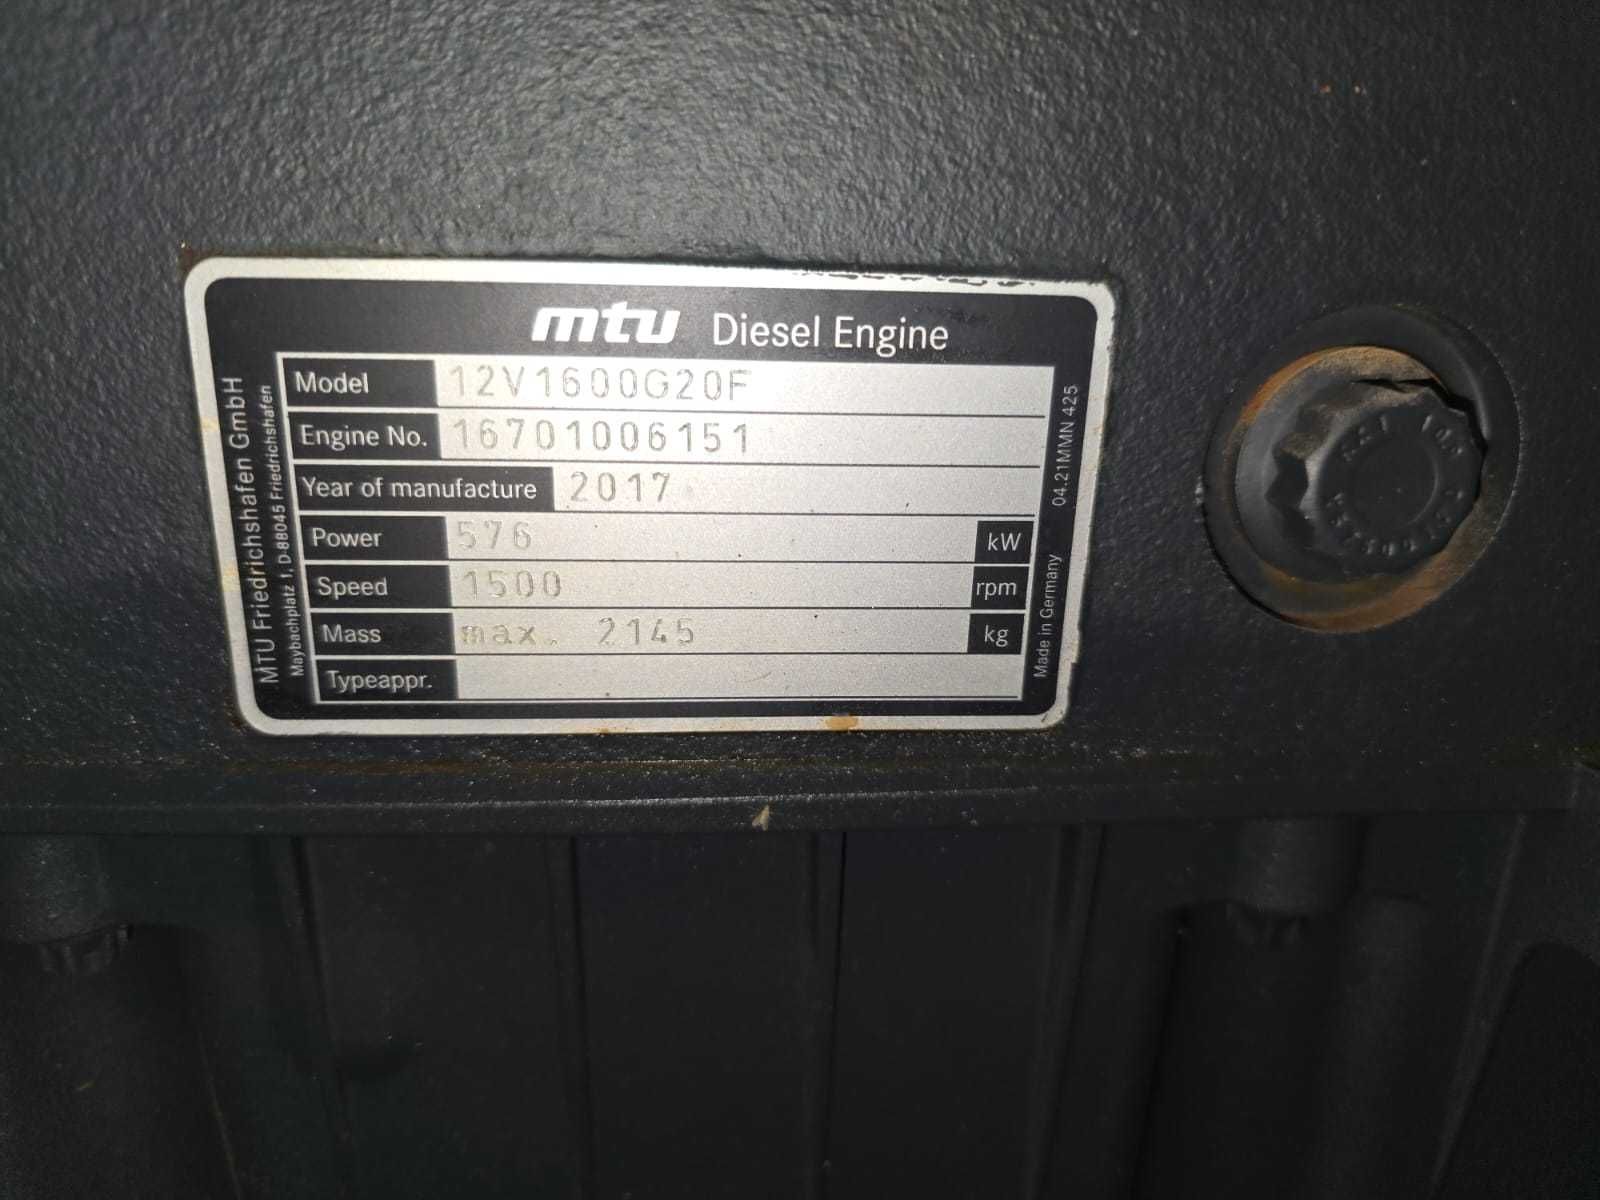 mtu Diesel Engine
Model 12V1600G20F
Engine No. 16701006151
Year of manufacture 2017
Power 576 kW
Speed 1500 rpm
Mass max. 2145 kg
Typeappr.
MTU Friedrichshafen GmbH
Maybachplatz 1, D-88045 Friedrichshafen
Made in Germany 04.21MMN 425